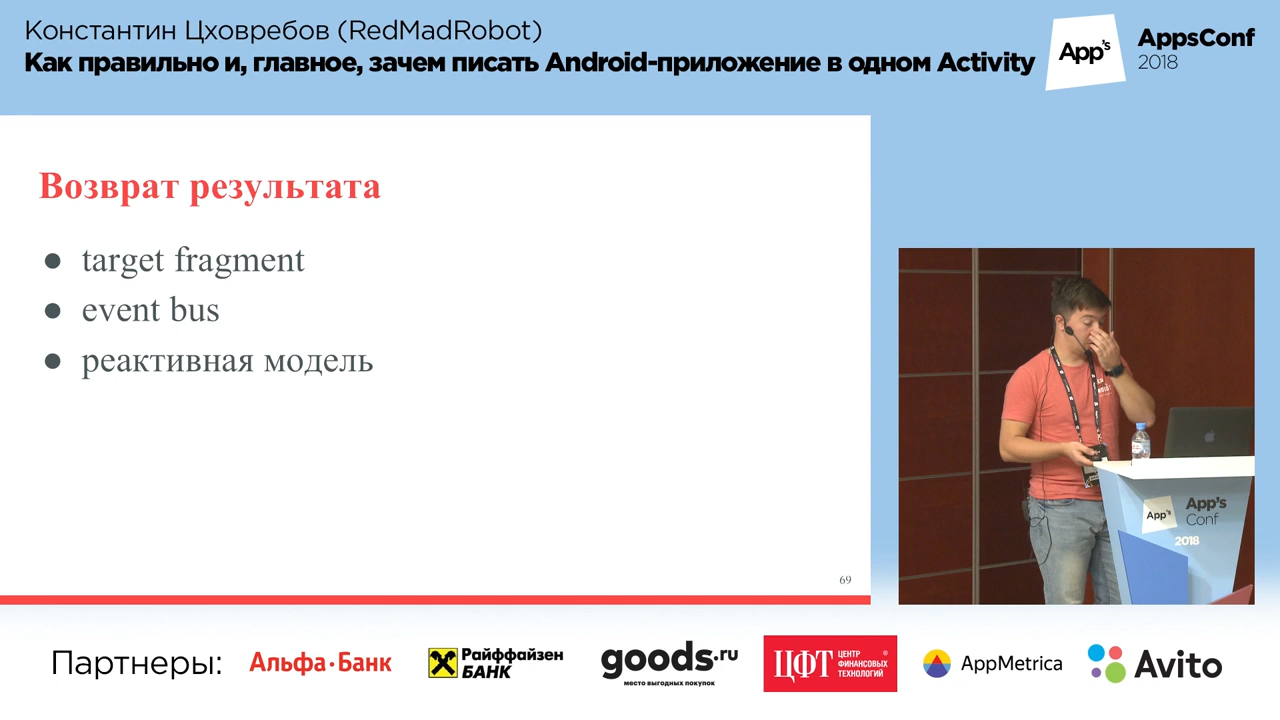 Константин Цховребов (RedMadRobot)
Как правильно и, главное, зачем писать Android-приложение в одном Activity
App's
AppsConf
2018
Возврат результата
● target fragment
● event bus
● реактивная модель
69
App's
App's
Conf
2018
Партнеры:
Альфа·Банк
Райффайзен
БАНК
goods.ru
место выгодных покупок
ЦФТ
ЦЕНТР
ФИНАНСОВЫХ
ТЕХНОЛОГИЙ
®
AppMetrica
Avito